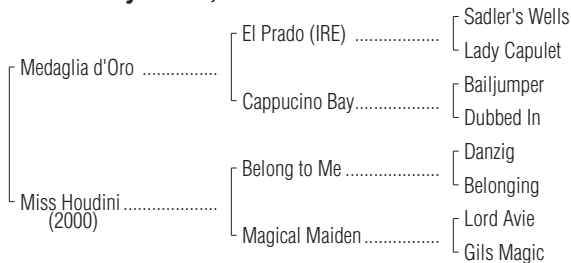 Sadler's Wells
El Prado (IRE) ..................
Lady Capulet
Medaglia d'Oro ................
Bailjumper
Cappucino Bay...................
Dubbed In
Danzig
Belong to Me ....................
Belonging
Miss Houdini ....................
(2000)
Lord Avie
Magical Maiden.................
Gils Magic